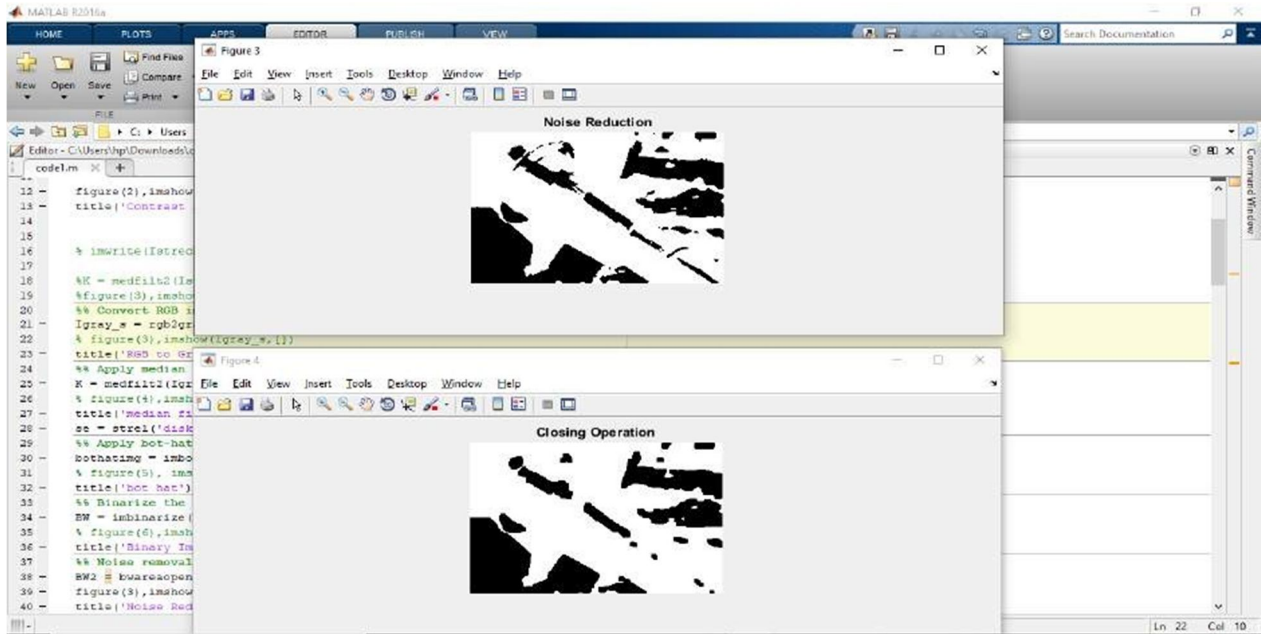 MATLAB R2016a
HOME PLOTS APPS EDITOR PUBLISH VIEW
Search Documentation
New Open Save Find Files
Compare
Print
FILE
C: Users
Editor - C:\Users\hp\Downloads\c
code1.m
Command Window
12 figure(2),imshow
13 title('Contrast
14
15
16 % imwrite(Istrec
17
18 %K = medfilt2(Is
19 %figure(3),imsho
20 %% Convert RGB i
21 Igray_s = rgb2gr
22 % figure(3),imshow(Igray_s,[])
23 title('RGB to Gr
24 %% Apply median
25 K = medfilt2(Igr
26 % figure(4),imsh
27 title('median fi
28 se = strel('disk
29 %% Apply bot-hat
30 bothatimg = imbo
31 % figure(5), ims
32 title('bot hat')
33 %% Binarize the
34 BW = imbinarize(
35 % figure(6),imsh
36 title('Binary Im
37 %% Noise removal
38 BW2 = bwareaopen
39 figure(3),imshow
40 title('Noise Red
Figure 3
File Edit View Insert Tools Desktop Window Help
Noise Reduction
Figure 4
File Edit View Insert Tools Desktop Window Help
Closing Operation
Ln 22 Col 10